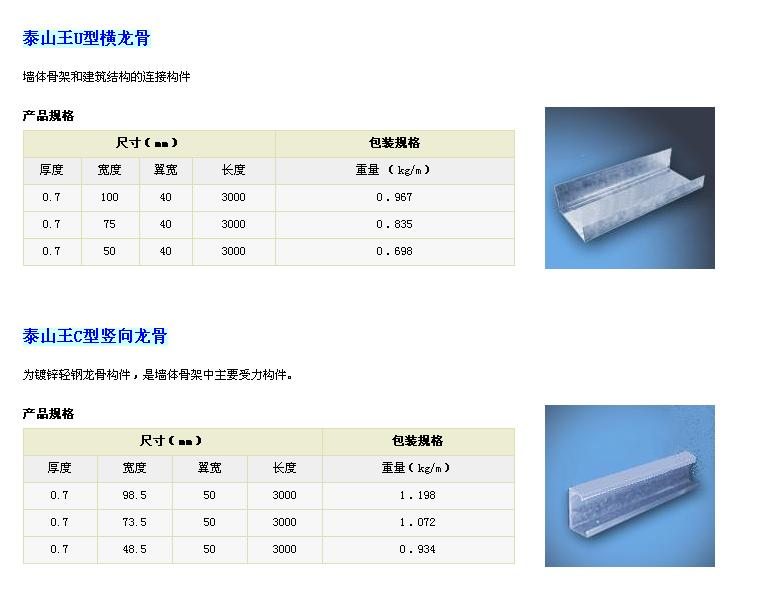 泰山王U型横龙骨
墙体骨架和建筑结构的连接构件
产品规格
尺寸(mm) 包装规格
厚度 宽度 翼宽 长度 重量 (kg/m)
0.7 100 40 3000 0.967
0.7 75 40 3000 0.835
0.7 50 40 3000 0.698
泰山王C型竖向龙骨
为镀锌轻钢龙骨构件，是墙体骨架中主要受力构件。
产品规格
尺寸(mm) 包装规格
厚度 宽度 翼宽 长度 重量(kg/m)
0.7 98.5 50 3000 1.198
0.7 73.5 50 3000 1.072
0.7 48.5 50 3000 0.934